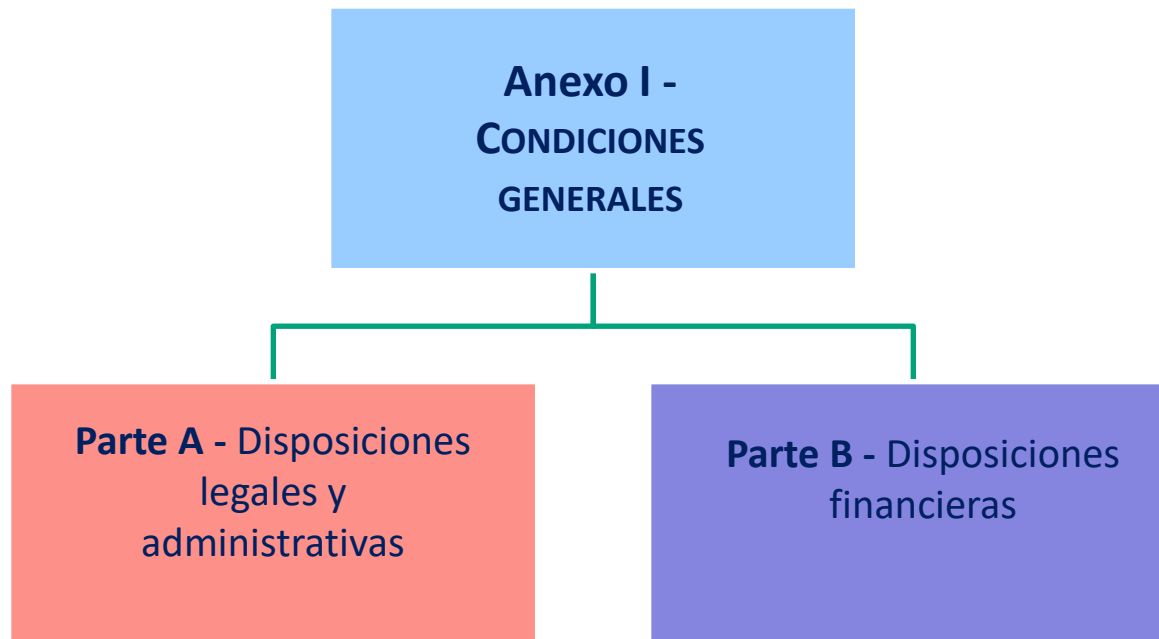 Anexo I -
CONDICIONES
GENERALES
Parte A - Disposiciones
legales y
administrativas
Parte B - Disposiciones
financieras